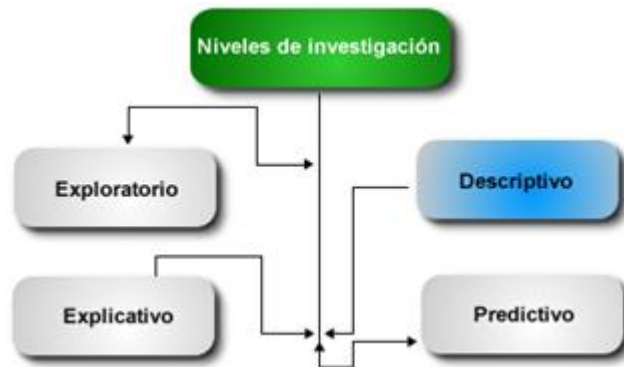 Niveles de investigación
Exploratorio
Descriptivo
Explicativo
Predictivo